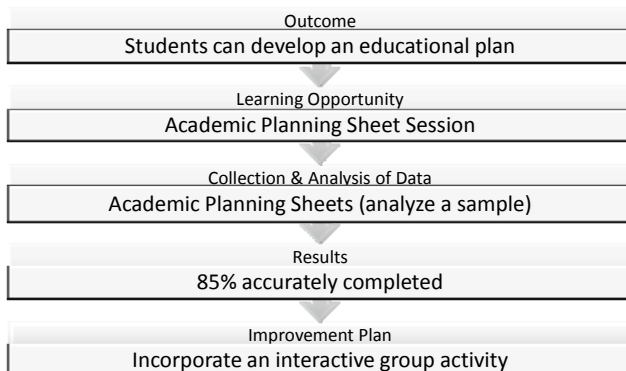 Outcome
Students can develop an educational plan
Learning Opportunity
Academic Planning Sheet Session
Collection & Analysis of Data
Academic Planning Sheets (analyze a sample)
Results
85% accurately completed
Improvement Plan
Incorporate an interactive group activity